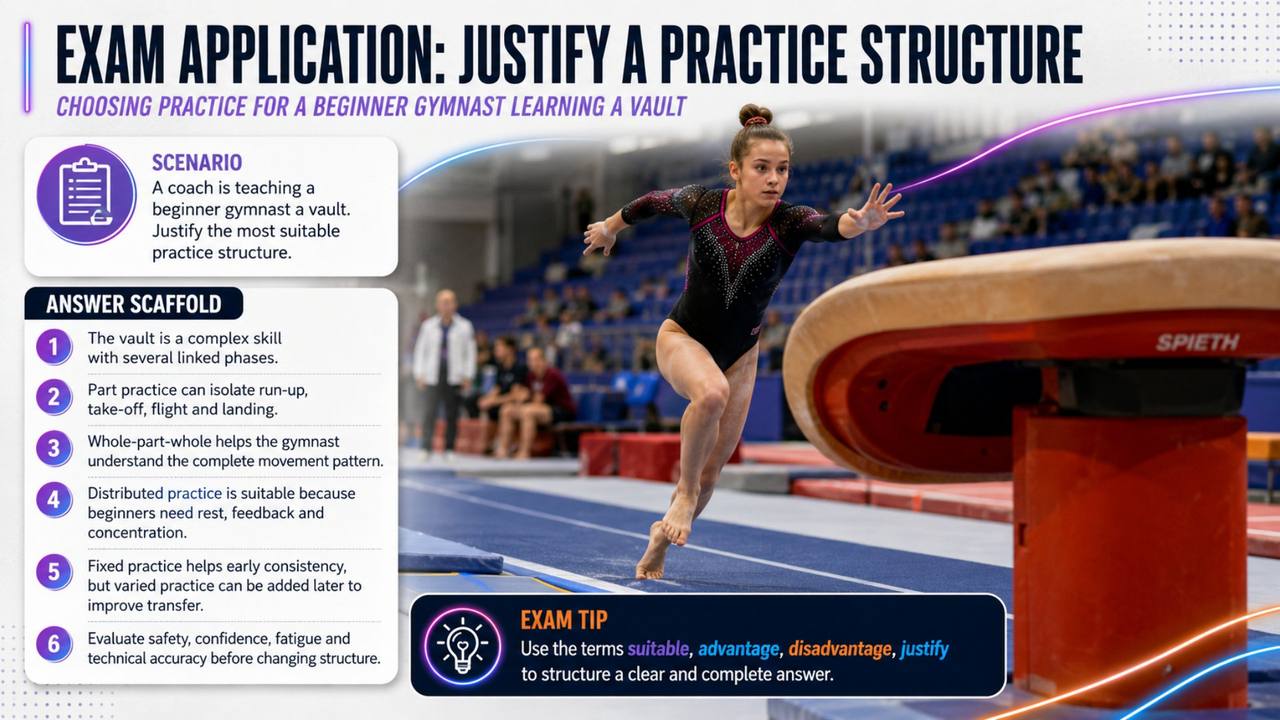 EXAM APPLICATION: JUSTIFY A PRACTICE STRUCTURE
CHOOSING PRACTICE FOR A BEGINNER GYMNAST LEARNING A VAULT
SCENARIO
A coach is teaching a
beginner gymnast a vault.
Justify the most suitable
practice structure.
ANSWER SCAFFOLD
1 The vault is a complex skill
with several linked phases.
2 Part practice can isolate run-up,
take-off, flight and landing.
3 Whole-part-whole helps the gymnast
understand the complete movement pattern.
4 Distributed practice is suitable because
beginners need rest, feedback and
concentration.
5 Fixed practice helps early consistency,
but varied practice can be added later to
improve transfer.
6 Evaluate safety, confidence, fatigue and
technical accuracy before changing structure.
SPIETH
EXAM TIP
Use the terms suitable, advantage, disadvantage, justify
to structure a clear and complete answer.